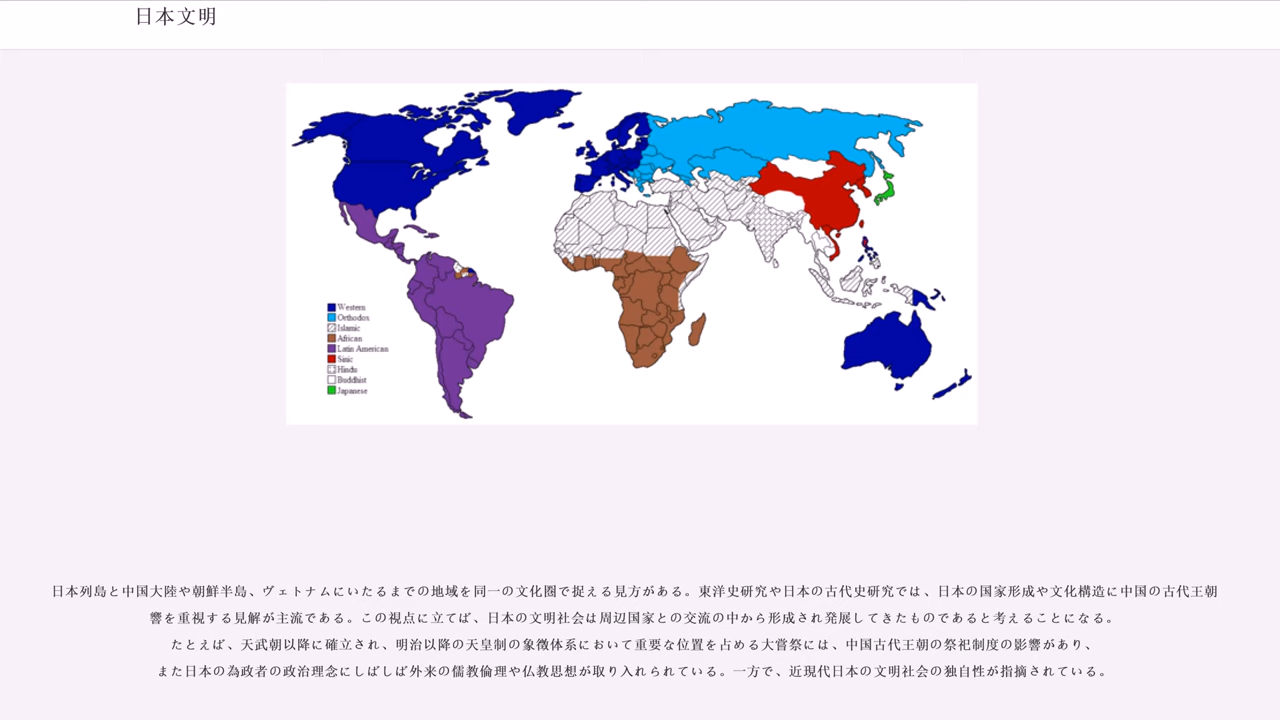 日本文明
Western
Orthodox
Islamic
African
Latin American
Sinic
Hindu
Buddhist
Japanese
日本列島と中国大陸や朝鮮半島、ヴェトナムにいたるまでの地域を同一の文化圏で捉える見方がある。東洋史研究や日本の古代史研究では、日本の国家形成や文化構造に中国の古代王朝
響を重視する見解が主流である。この視点に立てば、日本の文明社会は周辺国家との交流の中から形成され発展してきたものであると考えることになる。
たとえば、天武朝以降に確立され、明治以降の天皇制の象徴体系において重要な位置を占める大嘗祭には、中国古代王朝の祭祀制度の影響があり、
また日本の為政者の政治理念にしばしば外来の儒教倫理や仏教思想が取り入れられている。一方で、近現代日本の文明社会の独自性が指摘されている。